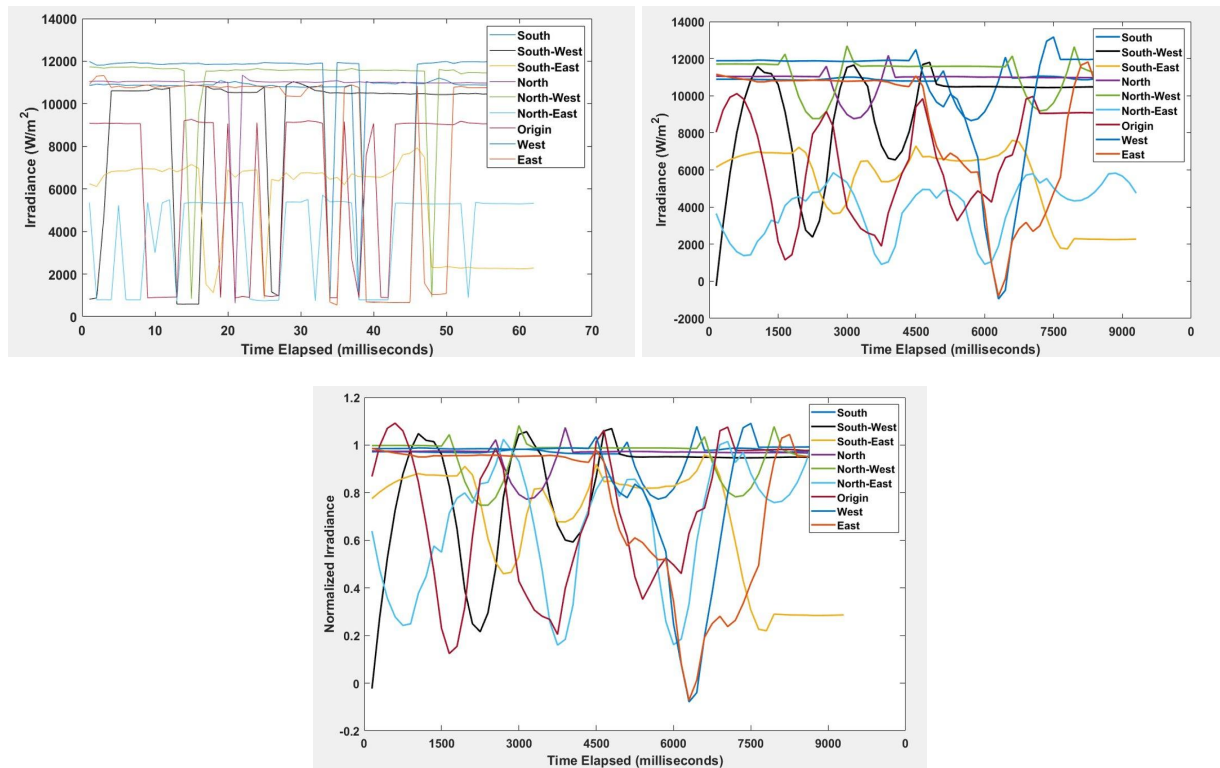 14000
12000
10000
8000
6000
4000
2000
0
0
10
20
30
40
50
60
70
Irradiance (W/m²)
Time Elapsed (milliseconds)
South
South-West
South-East
North
North-West
North-East
Origin
West
East
14000
12000
10000
8000
6000
4000
2000
0
-2000
0
1500
3000
4500
6000
7500
9000
0
Irradiance (W/m²)
Time Elapsed (milliseconds)
South
South-West
South-East
North
North-West
North-East
Origin
West
East
1.2
1
0.8
0.6
0.4
0.2
0
-0.2
0
1500
3000
4500
6000
7500
9000
0
Normalized Irradiance
Time Elapsed (milliseconds)
South
South-West
South-East
North
North-West
North-East
Origin
West
East